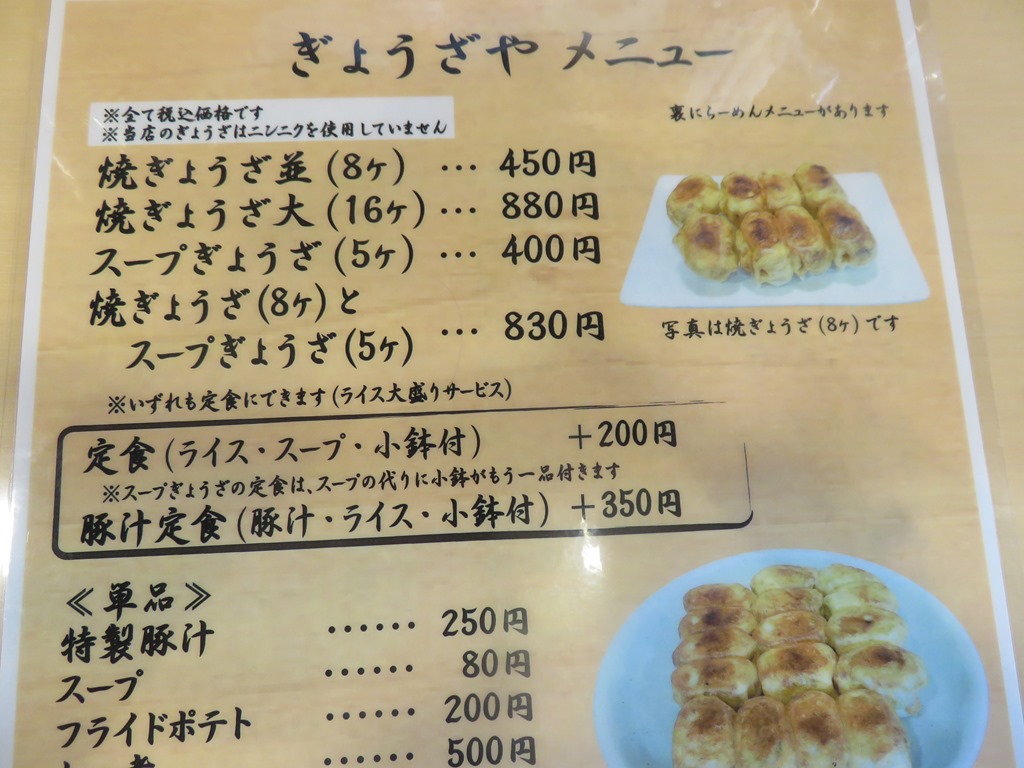 ぎょうざや メニュー
※全て税込価格です
※当店のぎょうざはニンニクを使用していません
裏にらーめんメニューがあります
焼ぎょうざ並(8ヶ) … 450円
焼ぎょうざ大(16ヶ) … 880円
スープぎょうざ(5ヶ) … 400円
焼ぎょうざ(8ヶ)と
スープぎょうざ(5ヶ) … 830円
写真は焼ぎょうざ(8ヶ)です
※いずれも定食にできます(ライス大盛りサービス)
定食(ライス・スープ・小鉢付) +200円
※スープぎょうざの定食は、スープの代りに小鉢がもう一品付きます
豚汁定食(豚汁・ライス・小鉢付) +350円
≪単品≫
特製豚汁 …… 250円
スープ …… 80円
フライドポテト …… 200円
…… 500円